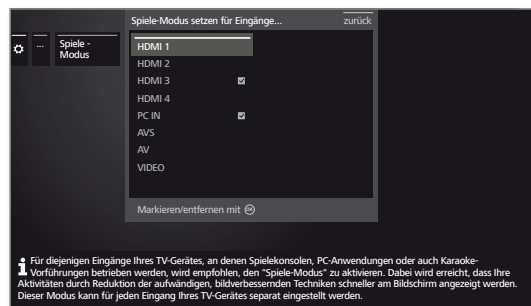 Spiele-Modus setzen für Eingänge...
zurück
...
Spiele -
Modus
HDMI 1
HDMI 2
HDMI 3
HDMI 4
PC IN
AVS
AV
VIDEO
Markieren/entfernen mit OK
Für diejenigen Eingänge Ihres TV-Gerätes, an denen Spielekonsolen, PC-Anwendungen oder auch Karaoke-
Vorführungen betrieben werden, wird empfohlen, den "Spiele-Modus" zu aktivieren. Dabei wird erreicht, dass Ihre
Aktivitäten durch Reduktion der aufwändigen, bildverbessernden Techniken schneller am Bildschirm angezeigt werden.
Dieser Modus kann für jeden Eingang Ihres TV-Gerätes separat eingestellt werden.